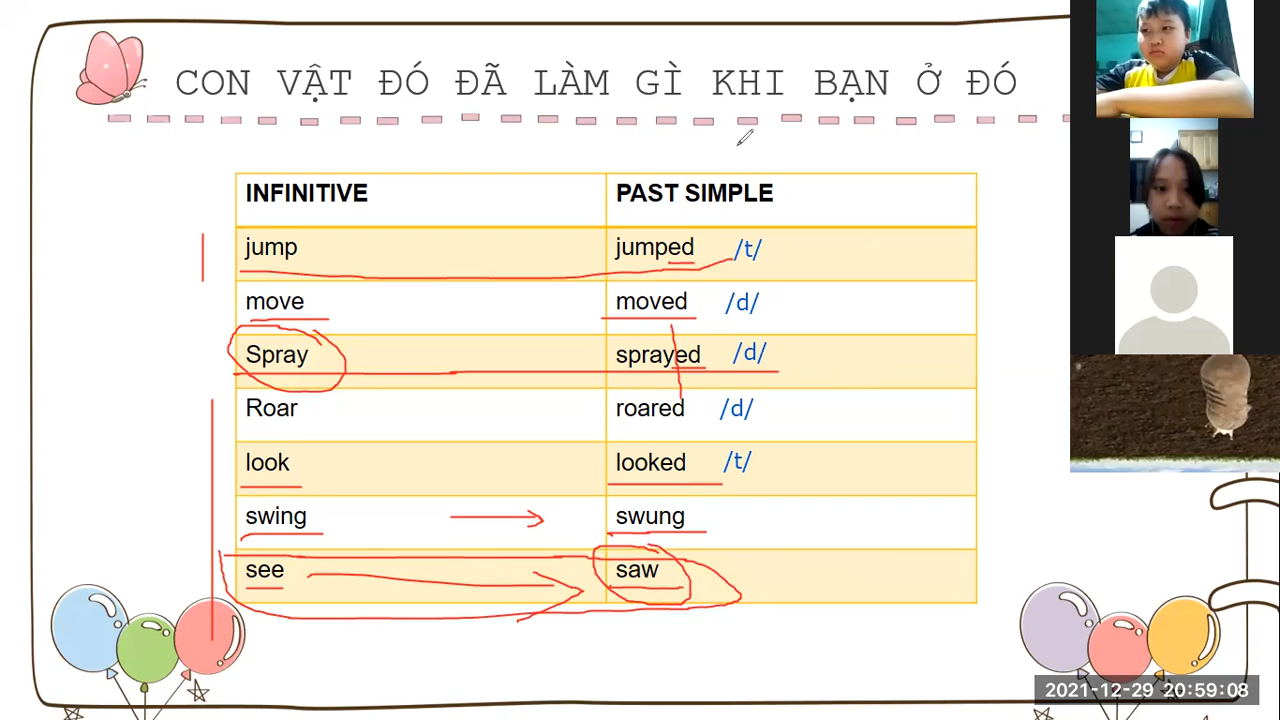 CON VẬT ĐÓ ĐÃ LÀM GÌ KHI BẠN Ở ĐÓ
INFINITIVE PAST SIMPLE
jump jumped /t/
move moved /d/
Spray sprayed /d/
Roar roared /d/
look looked /t/
swing swung
see saw
2021-12-29 20:59:08